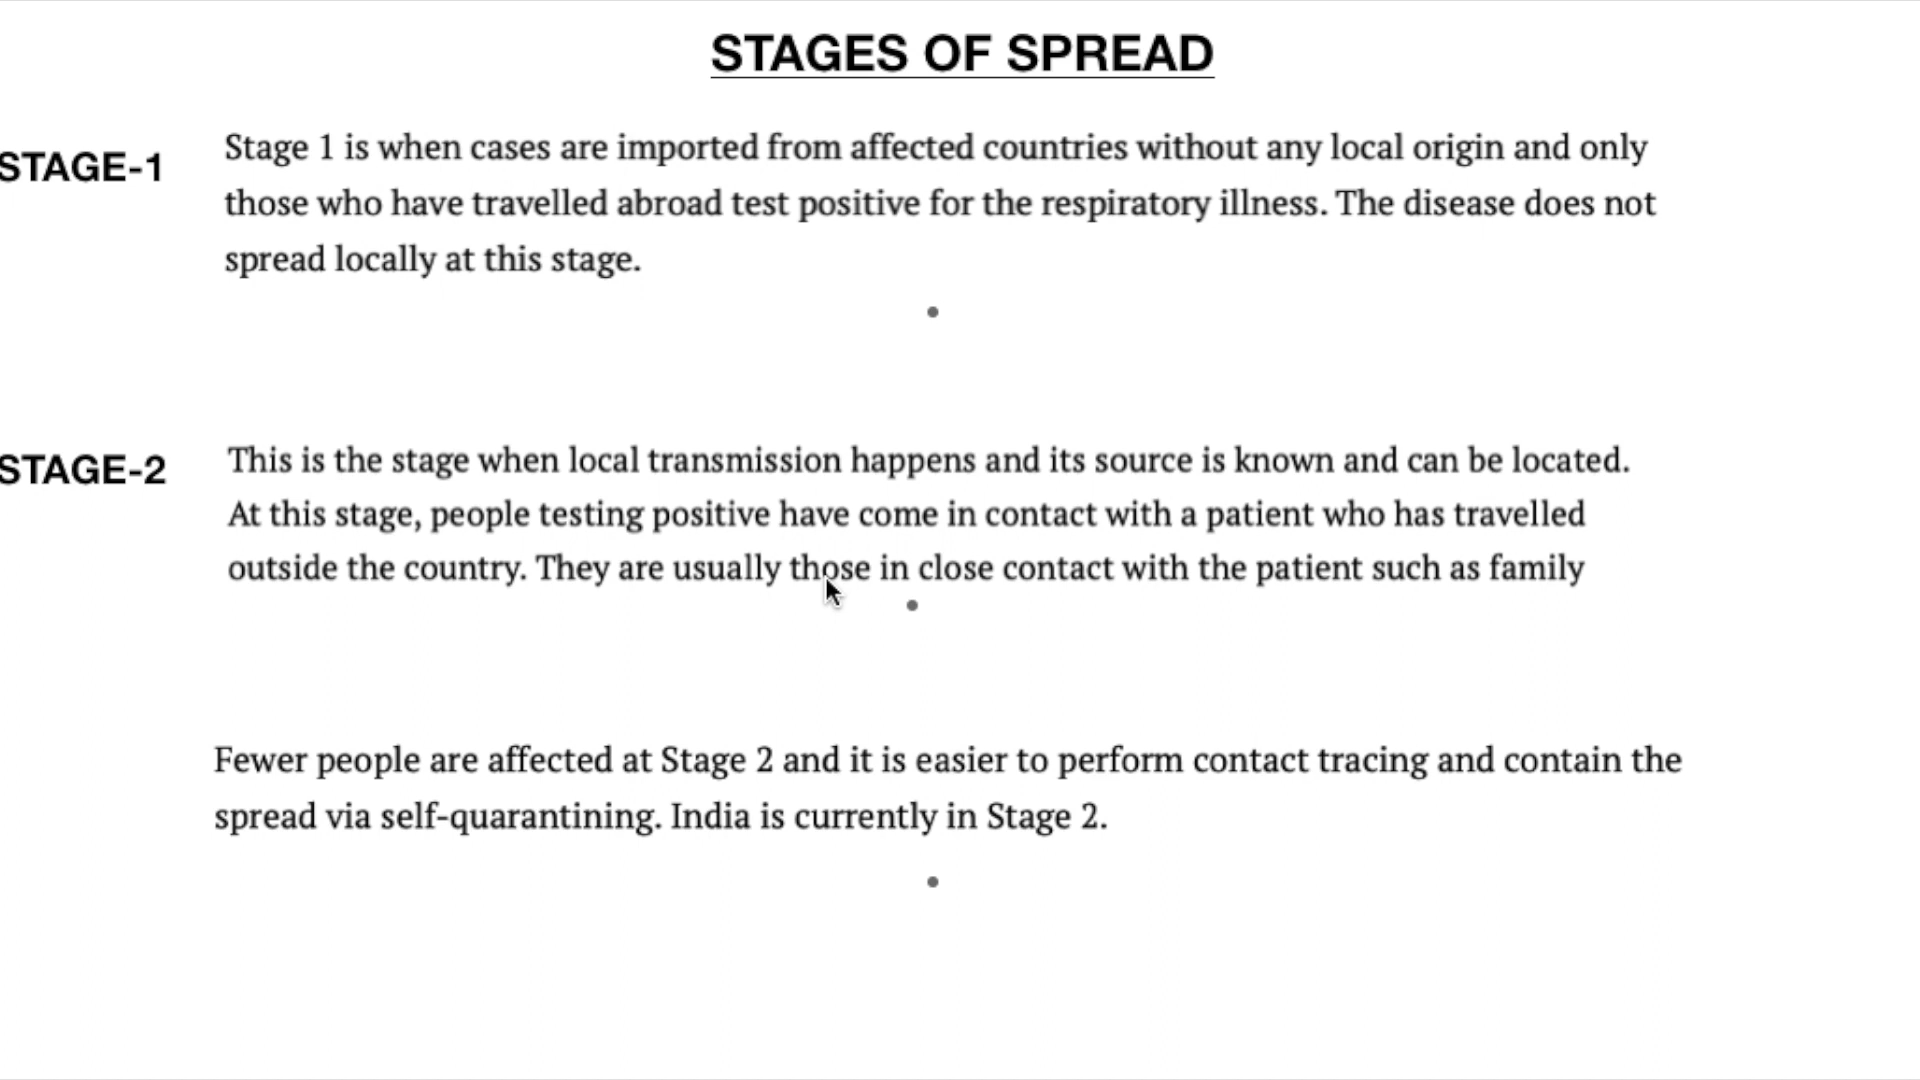 STAGES OF SPREAD
STAGE-1
Stage 1 is when cases are imported from affected countries without any local origin and only
those who have travelled abroad test positive for the respiratory illness. The disease does not
spread locally at this stage.
STAGE-2
This is the stage when local transmission happens and its source is known and can be located.
At this stage, people testing positive have come in contact with a patient who has travelled
outside the country. They are usually those in close contact with the patient such as family
Fewer people are affected at Stage 2 and it is easier to perform contact tracing and contain the
spread via self-quarantining. India is currently in Stage 2.